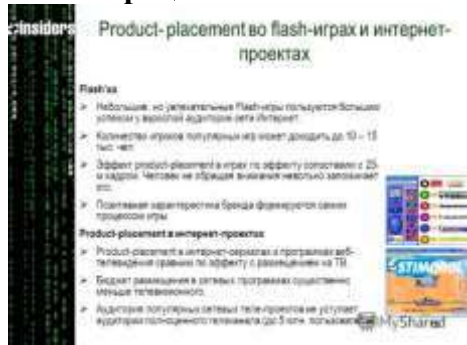 insiders
Product-placement во flash-играх и интернет-
проектах
Flash'ка
Небольшие, но увлекательные Flash-игры пользуются большим
успехом у взрослой аудитории сети Интернет.
Количество игроков популярных игр может доходить до 10 – 15
тыс. чел.
Эффект product-placement в играх по эффекту сопоставим с 25-
м кадром. Человек не обращая внимания невольно запоминает
его.
Позитивная характеристика бренда формируется самим
процессом игры.
Product-placement в интернет-проектах
Product-placement в интернет-сериалах и программах веб-
телевидения сравним по эффекту с размещением на ТВ.
Бюджет размещения в сетевых программах существенно
меньше телевизионного.
Аудитория популярных сетевых теле-проектов не уступает
аудитории полноценного телеканала (до 5 млн.
STIMOROL
MyShared